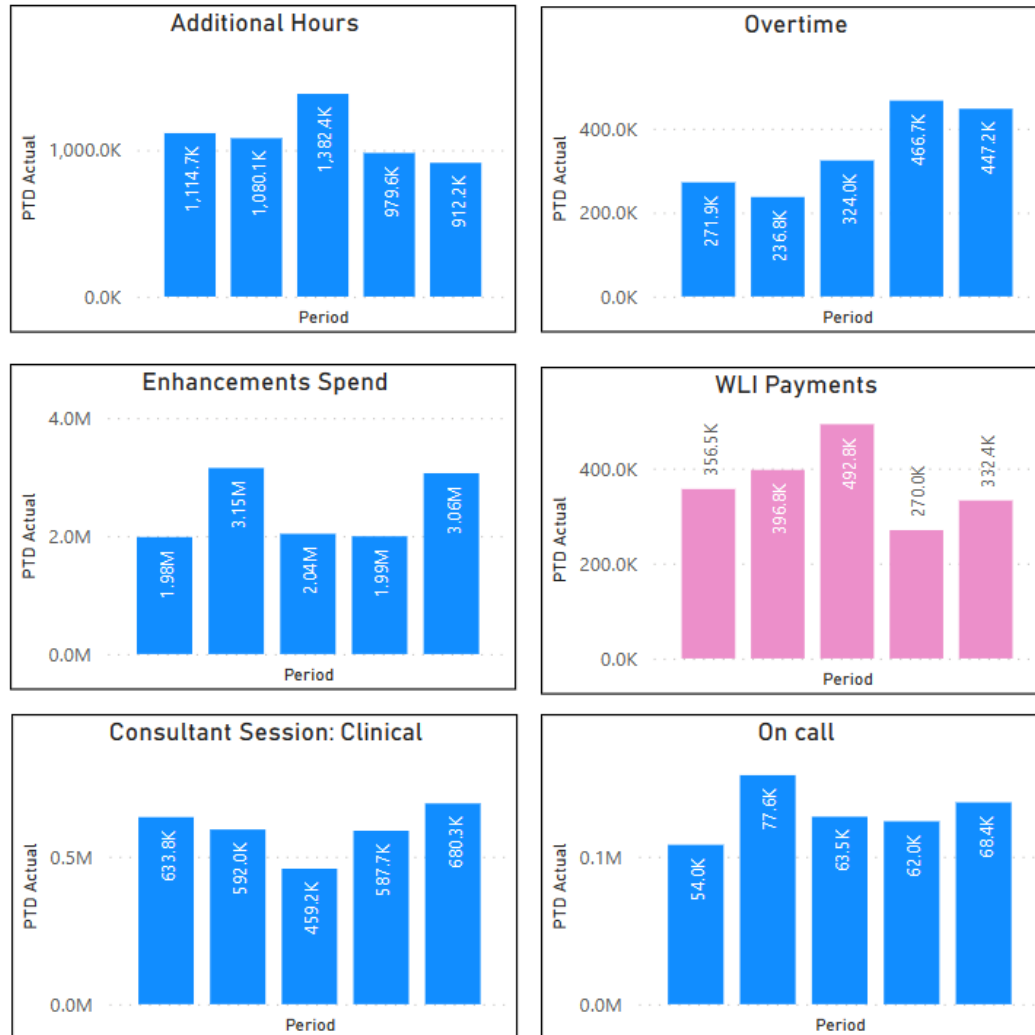 Additional Hours
PTD Actual
1,000.0K
0.0K
1,114.7K
1,080.1K
1,382.4K
979.6K
912.2K
Period
Overtime
PTD Actual
400.0K
200.0K
0.0K
271.9K
236.8K
324.0K
466.7K
447.2K
Period
Enhancements Spend
PTD Actual
4.0M
2.0M
0.0M
1.98M
3.15M
2.04M
1.99M
3.06M
Period
WLI Payments
PTD Actual
400.0K
200.0K
0.0K
356.5K
396.8K
492.8K
270.0K
332.4K
Period
Consultant Session: Clinical
PTD Actual
0.5M
0.0M
633.8K
592.0K
459.2K
587.7K
680.3K
Period
On call
PTD Actual
0.1M
0.0M
54.0K
77.6K
63.5K
62.0K
68.4K
Period